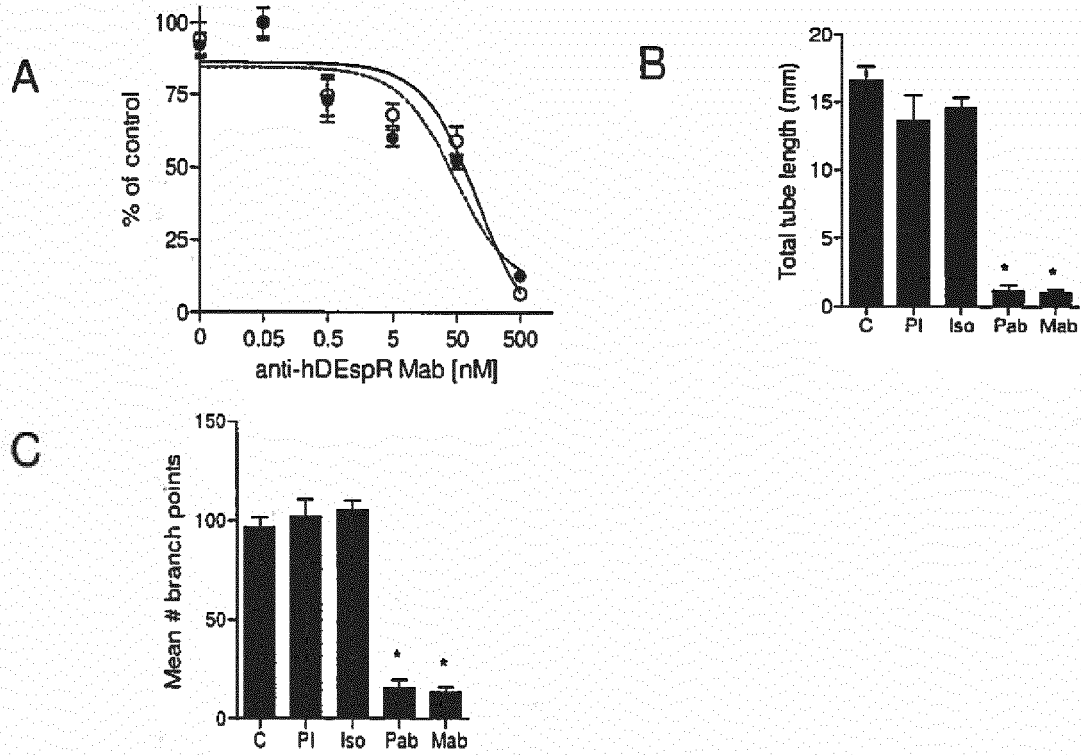 A
% of control
100
75
50
25
0
0 0.05 0.5 5 50 500
anti-hDEspR Mab [nM]
B
Total tube length (mm)
20
15
10
5
0
C PI Iso Pab Mab
* *
C
Mean # branch points
150
100
50
0
* *
C PI Iso Pab Mab